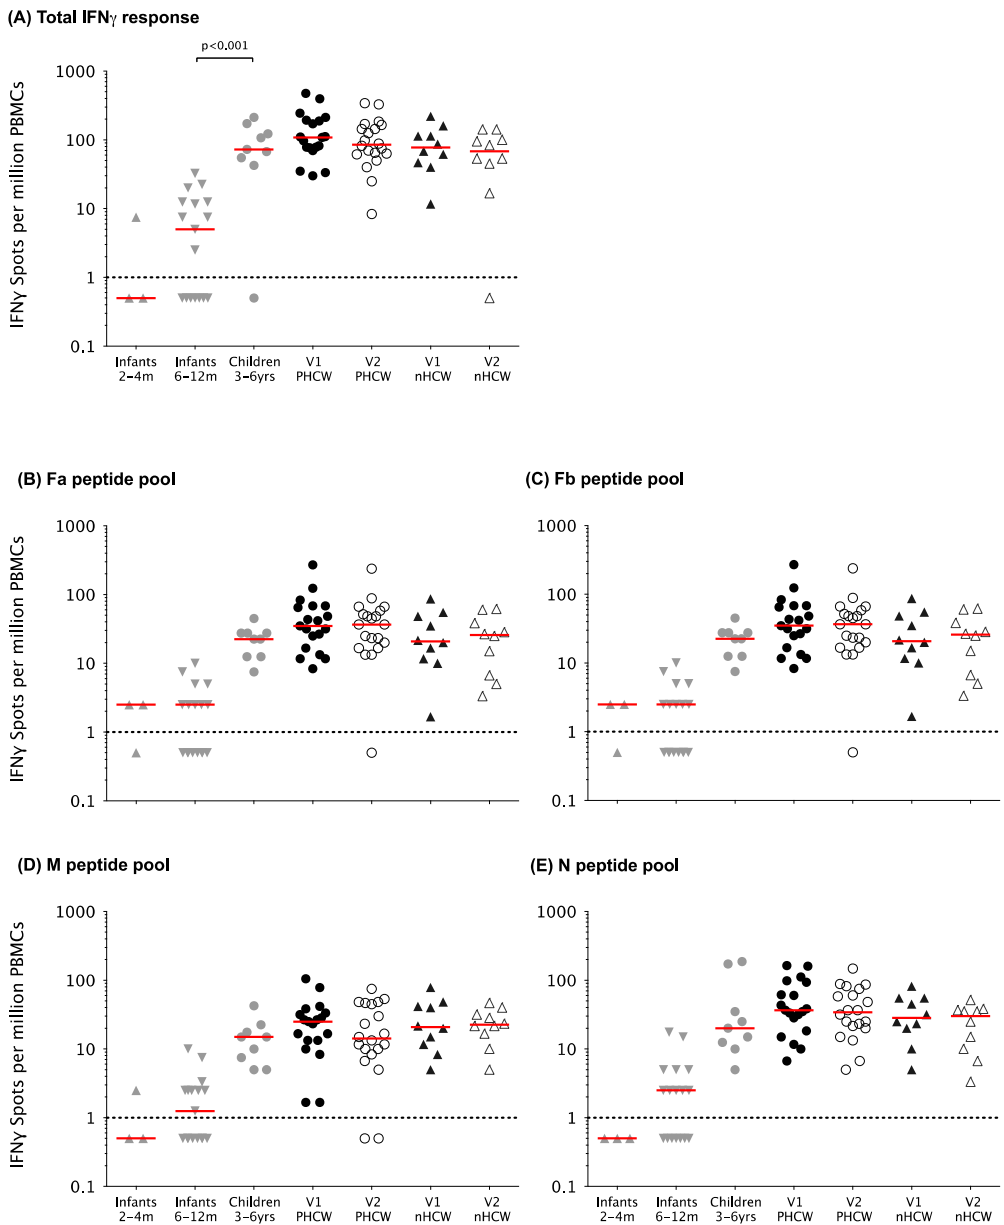 (A) Total IFNγ response
p<0.001
IFNγ Spots per million PBMCs
1000
100
10
1
0.1
Infants
2–4m
Infants
6–12m
Children
3–6yrs
V1
PHCW
V2
PHCW
V1
nHCW
V2
nHCW
(B) Fa peptide pool
IFNγ Spots per million PBMCs
1000
100
10
1
0.1
(C) Fb peptide pool
1000
100
10
1
0.1
(D) M peptide pool
IFNγ Spots per million PBMCs
1000
100
10
1
0.1
Infants
2–4m
Infants
6–12m
Children
3–6yrs
V1
PHCW
V2
PHCW
V1
nHCW
V2
nHCW
(E) N peptide pool
1000
100
10
1
0.1
Infants
2–4m
Infants
6–12m
Children
3–6yrs
V1
PHCW
V2
PHCW
V1
nHCW
V2
nHCW